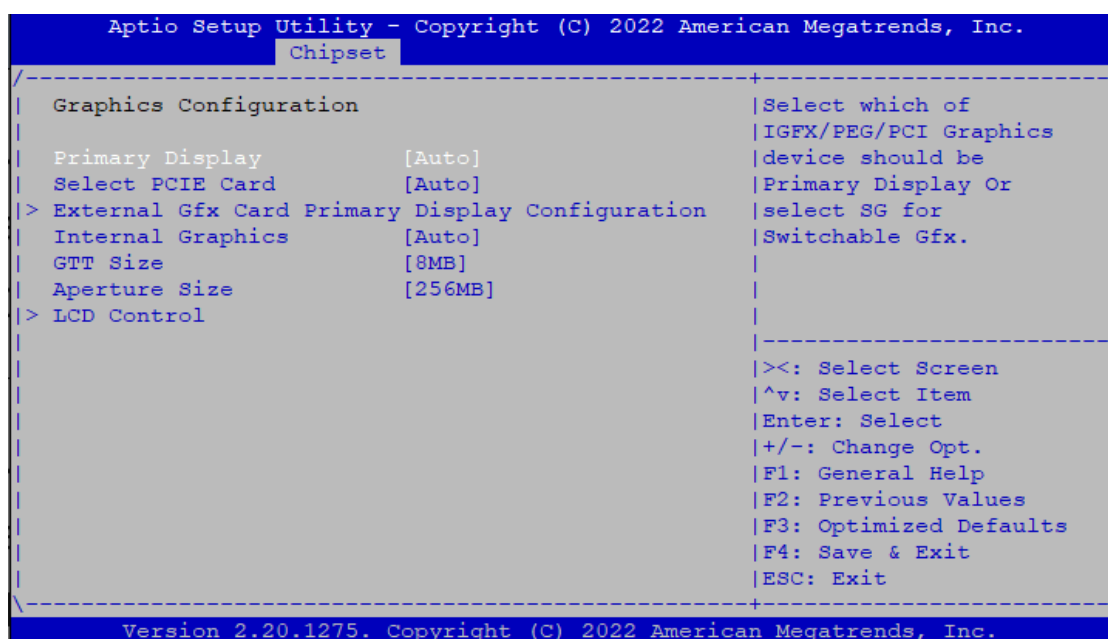 Aptio Setup Utility - Copyright (C) 2022 American Megatrends, Inc.
Chipset
Graphics Configuration
Primary Display [Auto]
Select PCIE Card [Auto]
> External Gfx Card Primary Display Configuration
Internal Graphics [Auto]
GTT Size [8MB]
Aperture Size [256MB]
> LCD Control
Select which of
IGFX/PEG/PCI Graphics
device should be
Primary Display Or
select SG for
Switchable Gfx.
><: Select Screen
^v: Select Item
Enter: Select
+/-: Change Opt.
F1: General Help
F2: Previous Values
F3: Optimized Defaults
F4: Save & Exit
ESC: Exit
Version 2.20.1275. Copyright (C) 2022 American Megatrends, Inc.